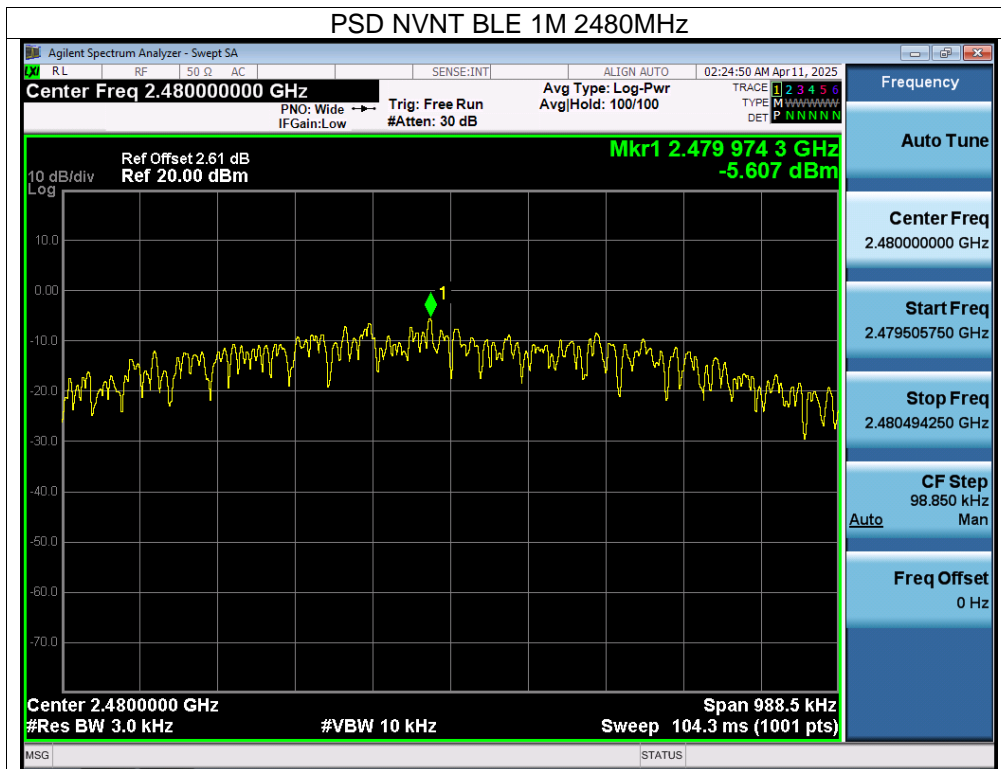 PSD NVNT BLE 1M 2480MHz
Agilent Spectrum Analyzer - Swept SA
LXI RL RF 50 Ω AC SENSE:INT ALIGN AUTO 02:24:50 AM Apr 11, 2025
Center Freq 2.480000000 GHz
PNO: Wide
IFGain:Low
Trig: Free Run
#Atten: 30 dB
Avg Type: Log-Pwr
Avg|Hold: 100/100
TRACE 1 2 3 4 5 6
TYPE M WWWWW
DET P N N N N N
Ref Offset 2.61 dB
10 dB/div Ref 20.00 dBm
Log
Mkr1 2.479 974 3 GHz
-5.607 dBm
10.0
0.00
1
-10.0
-20.0
-30.0
-40.0
-50.0
-60.0
-70.0
Center 2.4800000 GHz Span 988.5 kHz
#Res BW 3.0 kHz #VBW 10 kHz Sweep 104.3 ms (1001 pts)
MSG STATUS
Frequency
Auto Tune
Center Freq
2.480000000 GHz
Start Freq
2.479505750 GHz
Stop Freq
2.480494250 GHz
CF Step
98.850 kHz
Auto Man
Freq Offset
0 Hz